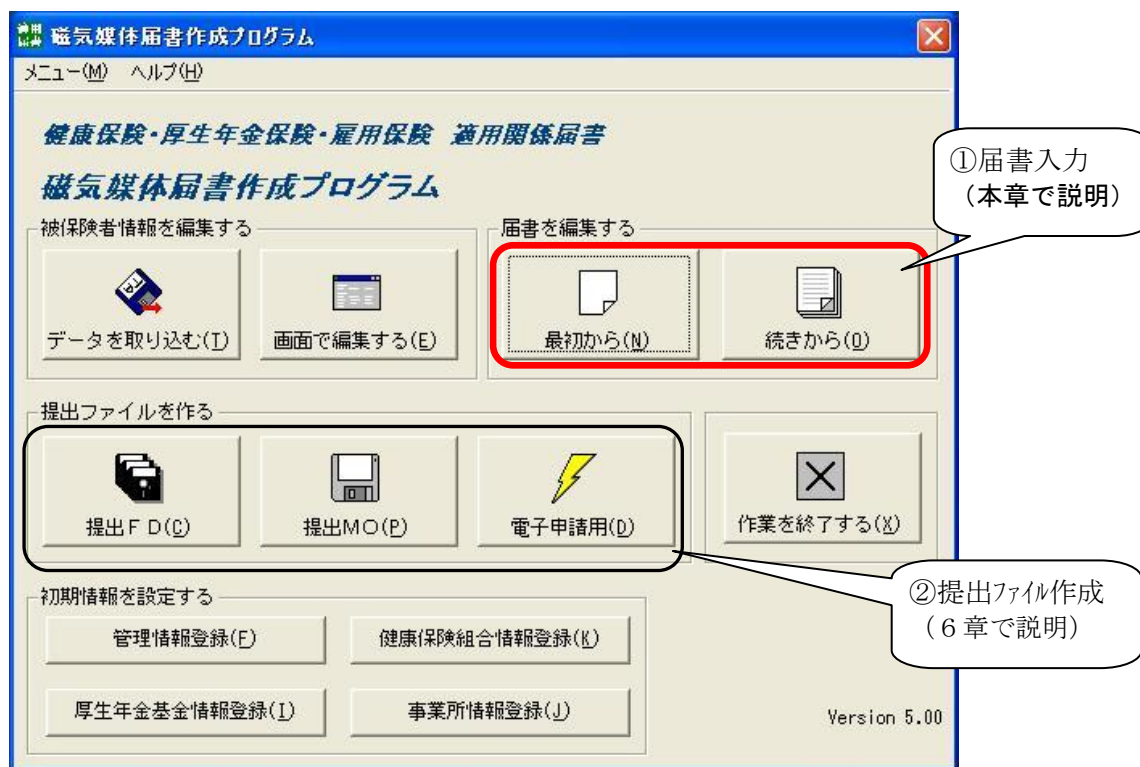 磁気媒体届書作成プログラム
メニュー(M) ヘルプ(H)
健康保険・厚生年金保険・雇用保険 適用関係届書
磁気媒体届書作成プログラム
被保険者情報を編集する
データを取り込む(T)
画面で編集する(E)
届書を編集する
最初から(N)
続きから(O)
①届書入力
(本章で説明)
提出ファイルを作る
提出FD(C)
提出MO(P)
電子申請用(D)
作業を終了する(X)
②提出ファイル作成
(6章で説明)
初期情報を設定する
管理情報登録(F)
健康保険組合情報登録(K)
厚生年金基金情報登録(I)
事業所情報登録(J)
Version 5.00